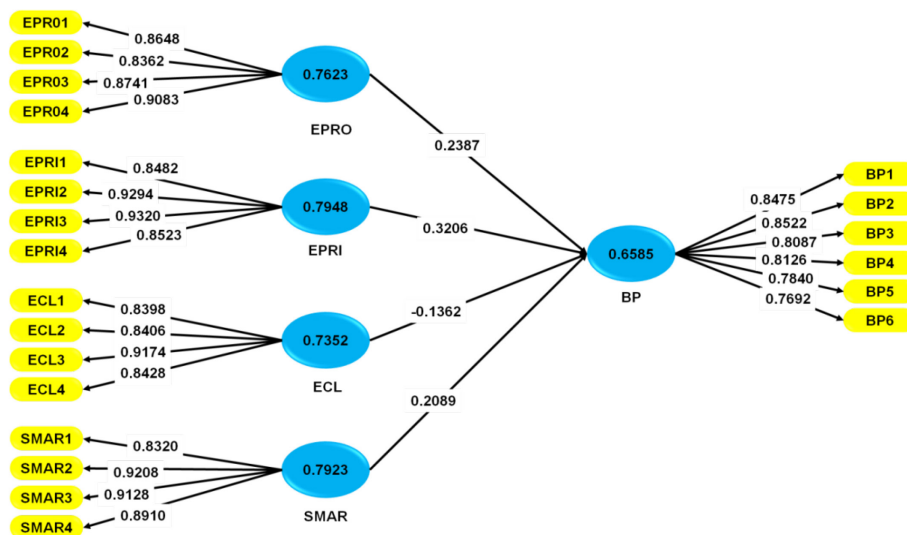 EPR01
EPR02
EPR03
EPR04
0.8648
0.8362
0.8741
0.9083
0.7623
EPRO
0.2387
EPRI1
EPRI2
EPRI3
EPRI4
0.8482
0.9294
0.9320
0.8523
0.7948
EPRI
0.3206
ECL1
ECL2
ECL3
ECL4
0.8398
0.8406
0.9174
0.8428
0.7352
ECL
-0.1362
SMAR1
SMAR2
SMAR3
SMAR4
0.8320
0.9208
0.9128
0.8910
0.7923
SMAR
0.2089
0.6585
BP
0.8475
0.8522
0.8087
0.8126
0.7840
0.7692
BP1
BP2
BP3
BP4
BP5
BP6